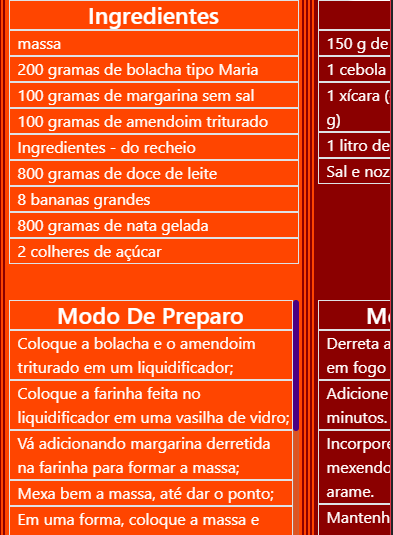 Ingredientes
massa
200 gramas de bolacha tipo Maria
100 gramas de margarina sem sal
100 gramas de amendoim triturado
Ingredientes - do recheio
800 gramas de doce de leite
8 bananas grandes
800 gramas de nata gelada
2 colheres de açúcar
Modo De Preparo
Coloque a bolacha e o amendoim
triturado em um liquidificador;
Coloque a farinha feita no
liquidificador em uma vasilha de vidro;
Vá adicionando margarina derretida
na farinha para formar a massa;
Mexa bem a massa, até dar o ponto;
Em uma forma, coloque a massa e
150 g de
1 cebola
1 xícara (
g)
1 litro de
Sal e noz
Derreta a
em fogo
Adicione
minutos.
Incorpore
mexendo
arame.